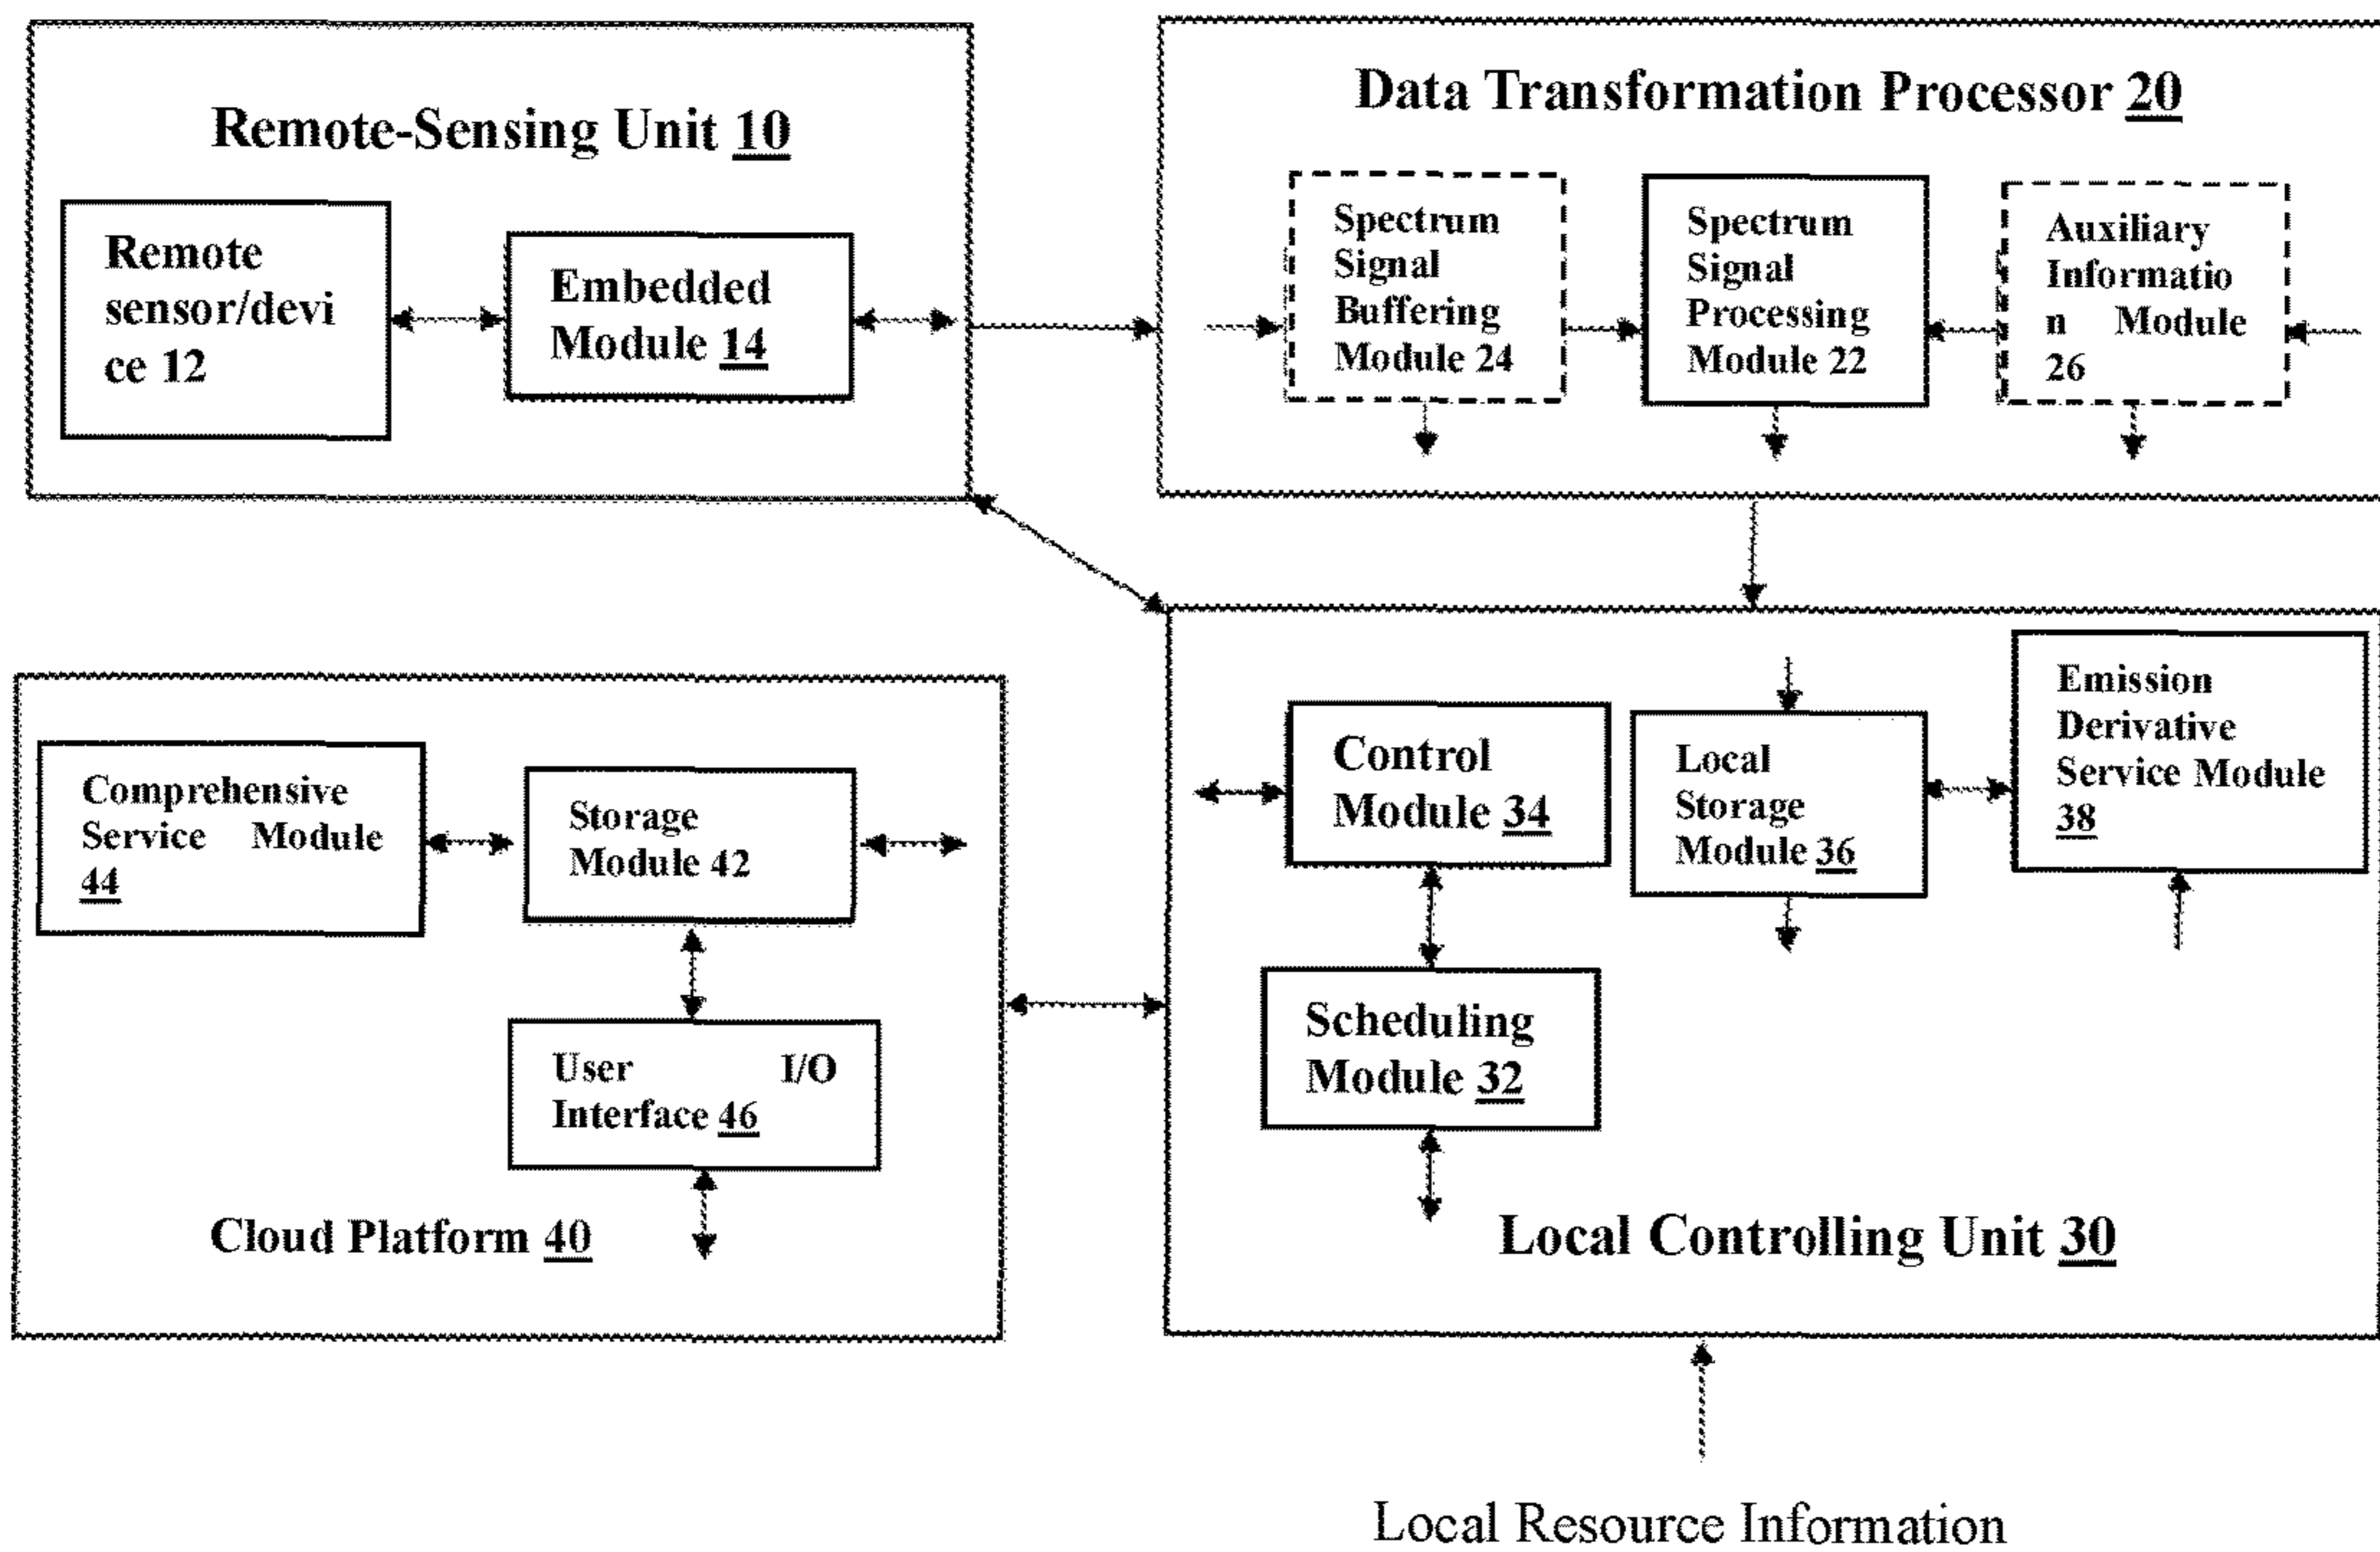 Remote-Sensing Unit 10
Remote
sensor/devi
ce 12
Embedded
Module 14
Data Transformation Processor 20
Spectrum
Signal
Buffering
Module 24
Spectrum
Signal
Processing
Module 22
Auxiliary
Informatio
n Module
26
Comprehensive
Service Module
44
Storage
Module 42
User I/O
Interface 46
Cloud Platform 40
Control
Module 34
Local
Storage
Module 36
Emission
Derivative
Service Module
38
Scheduling
Module 32
Local Controlling Unit 30
Local Resource Information